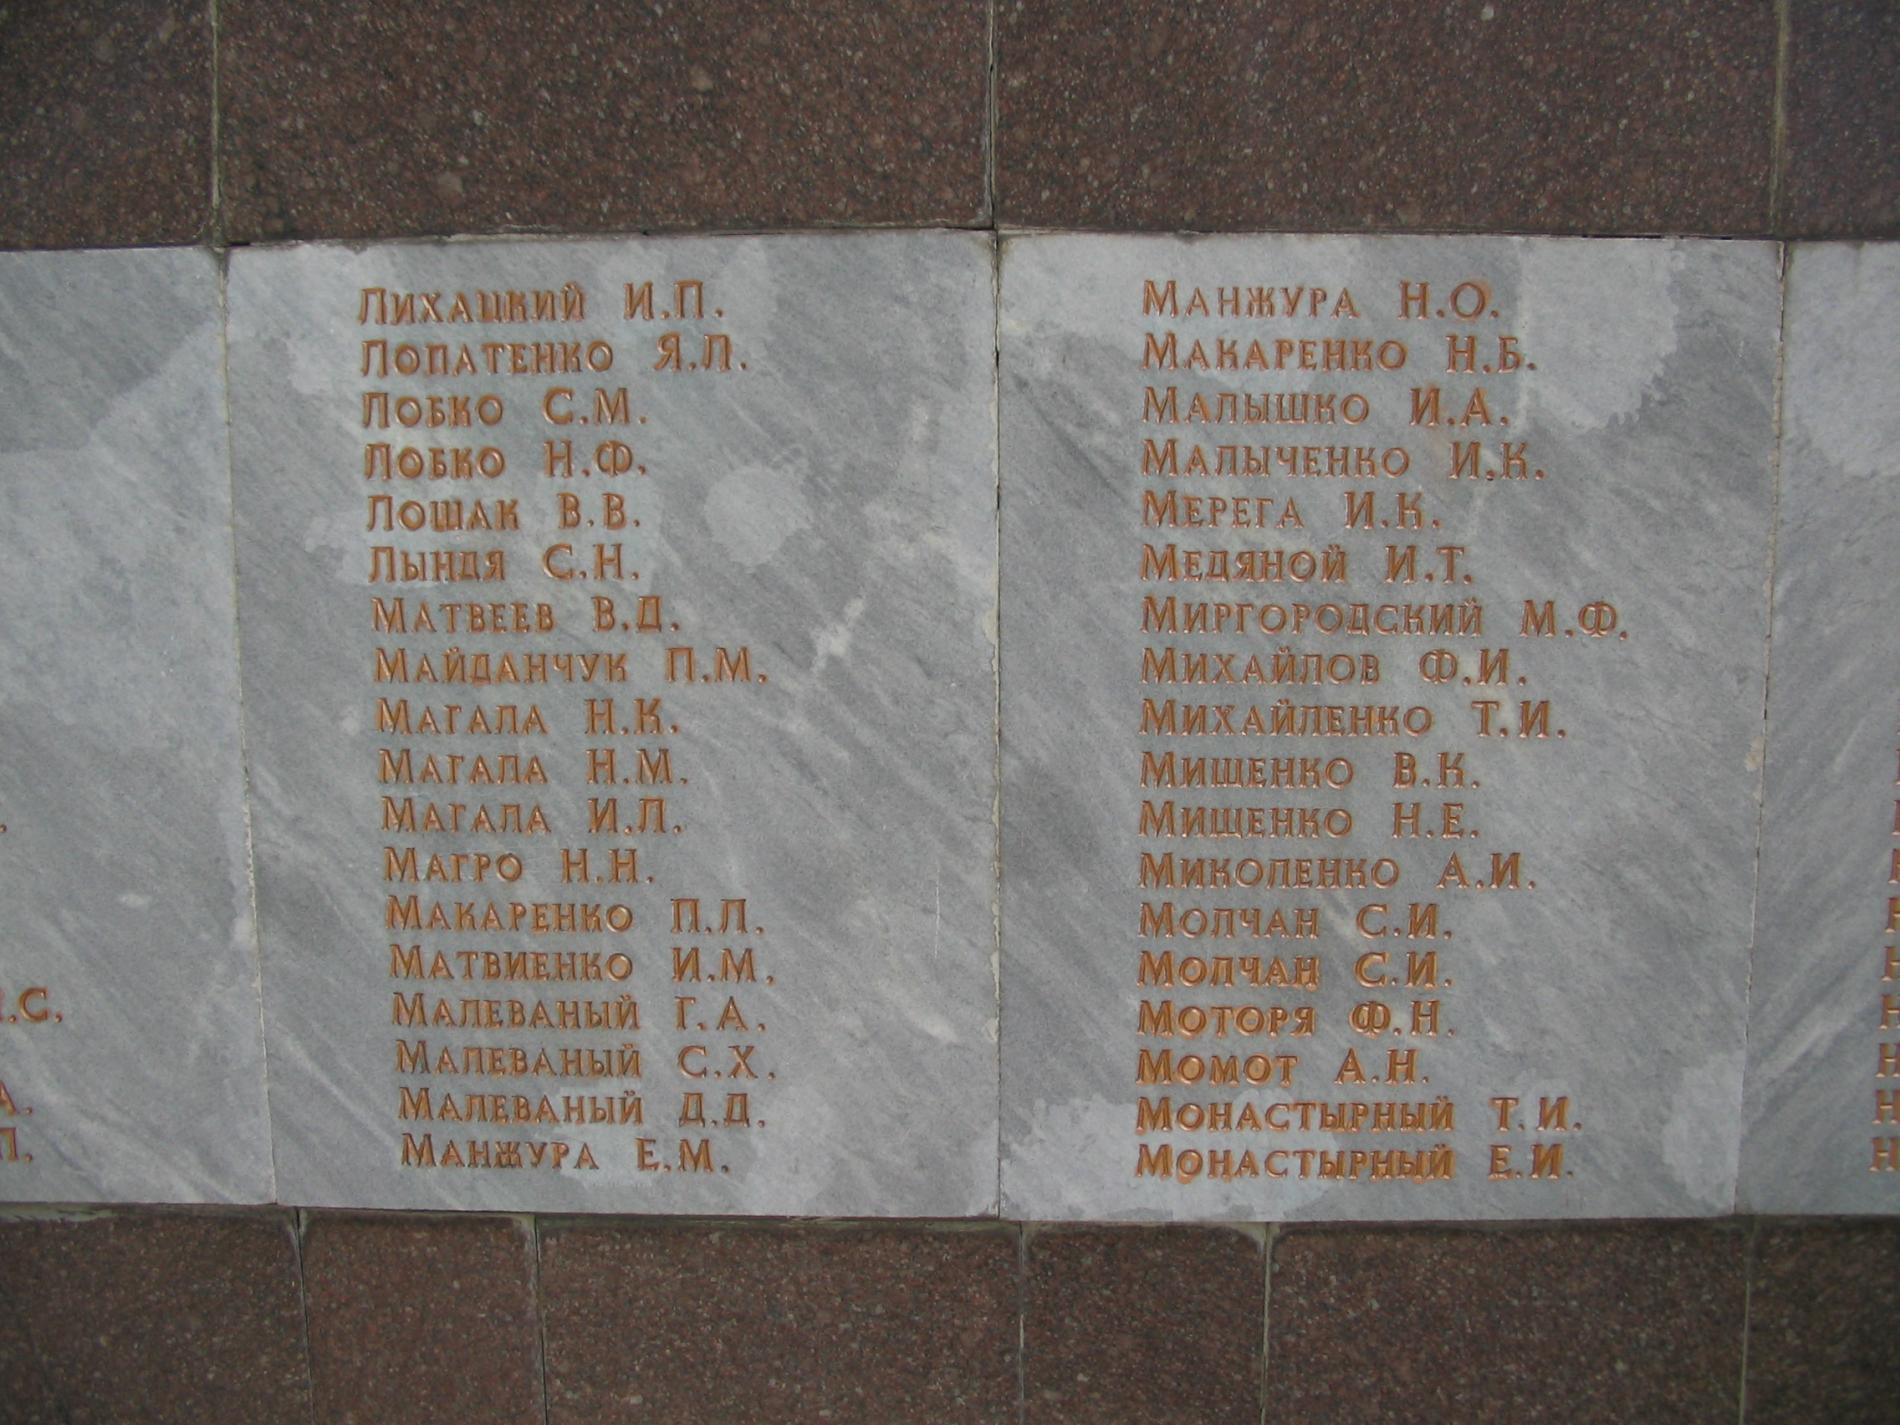 Лихацкий И.П.
Лопатенко Я.Л.
Лобко С.М.
Лобко Н.Ф.
Лошак В.В.
Лындя С.Н.
Матвеев В.Д.
Майданчук П.М.
Магала Н.К.
Магала Н.М.
Магала И.Л.
Магро Н.Н.
Макаренко П.Л.
Матвиенко И.М.
Малеваный Г.А.
Малеваный С.Х.
Малеваный Д.Д.
Манжура Е.М.
Манжура Н.О.
Макаренко Н.Б.
Малышко И.А.
Малыченко И.К.
Мерега И.К.
Медяной И.Т.
Миргородский М.Ф.
Михайлов Ф.И.
Михайленко Т.И.
Мищенко В.К.
Мищенко Н.Е.
Миколенко А.И.
Молчан С.И.
Молчан С.И.
Моторя Ф.Н.
Момот А.Н.
Монастырный Т.И.
Монастырный Е.И.